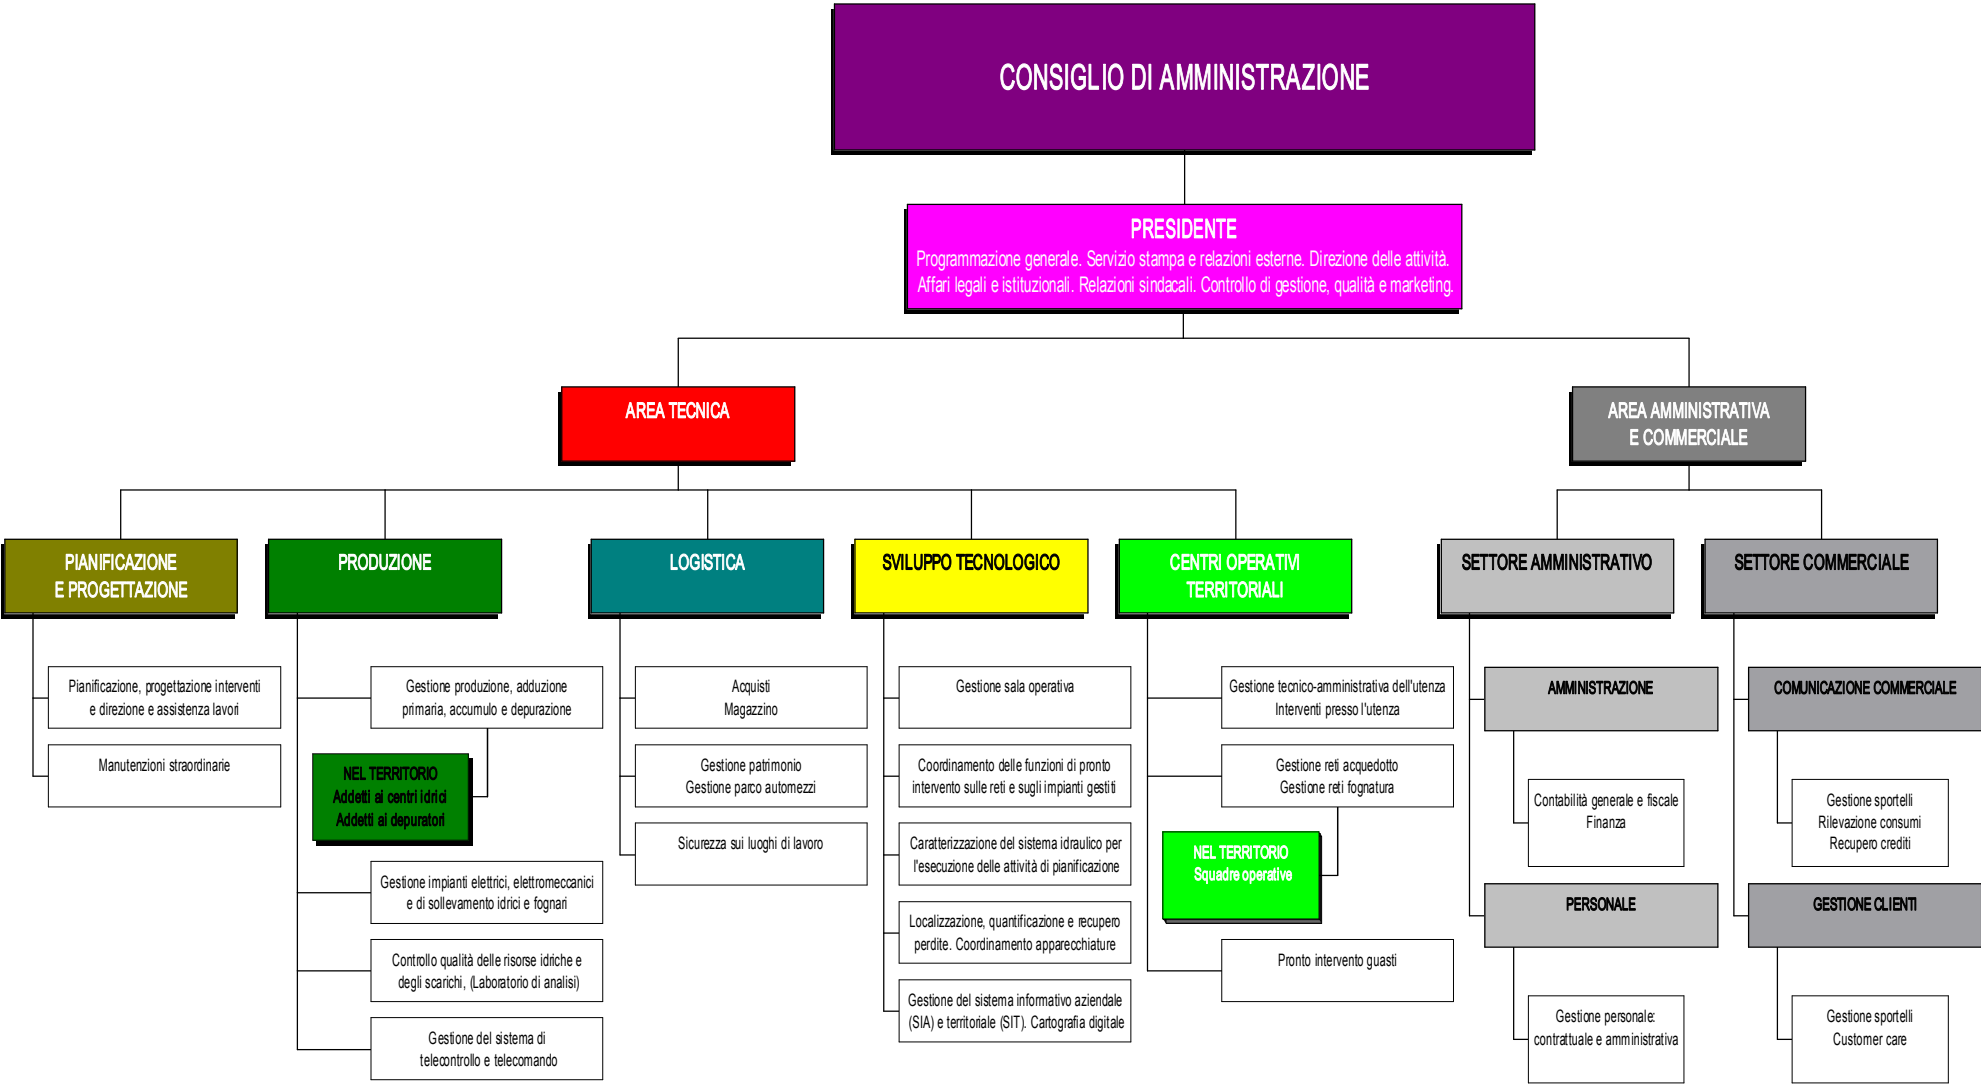 CONSIGLIO DI AMMINISTRAZIONE
PRESIDENTE
Programmazione generale. Servizio stampa e relazioni esterne. Direzione delle attività.
Affari legali e istituzionali. Relazioni sindacali. Controllo di gestione, qualità e marketing.
AREA TECNICA
AREA AMMINISTRATIVA
E COMMERCIALE
PIANIFICAZIONE
E PROGETTAZIONE
PRODUZIONE
LOGISTICA
SVILUPPO TECNOLOGICO
CENTRI OPERATIVI
TERRITORIALI
SETTORE AMMINISTRATIVO
SETTORE COMMERCIALE
Pianificazione, progettazione interventi
e direzione e assistenza lavori
Manutenzioni straordinarie
Gestione produzione, adduzione
primaria, accumulo e depurazione
NEL TERRITORIO
Addetti ai centri idrici
Addetti ai depuratori
Gestione impianti elettrici, elettromeccanici
e di sollevamento idrici e fognari
Controllo qualità delle risorse idriche e
degli scarichi, (Laboratorio di analisi)
Gestione del sistema di
telecontrollo e telecomando
Acquisti
Magazzino
Gestione patrimonio
Gestione parco automezzi
Sicurezza sui luoghi di lavoro
Gestione sala operativa
Coordinamento delle funzioni di pronto
intervento sulle reti e sugli impianti gestiti
Caratterizzazione del sistema idraulico per
l'esecuzione delle attività di pianificazione
Localizzazione, quantificazione e recupero
perdite. Coordinamento apparecchiature
Gestione del sistema informativo aziendale
(SIA) e territoriale (SIT). Cartografia digitale
Gestione tecnico-amministrativa dell'utenza
Interventi presso l'utenza
Gestione reti acquedotto
Gestione reti fognatura
NEL TERRITORIO
Squadre operative
Pronto intervento guasti
AMMINISTRAZIONE
Contabilità generale e fiscale
Finanza
PERSONALE
Gestione personale:
contrattuale e amministrativa
COMUNICAZIONE COMMERCIALE
Gestione sportelli
Rilevazione consumi
Recupero crediti
GESTIONE CLIENTI
Gestione sportelli
Customer care